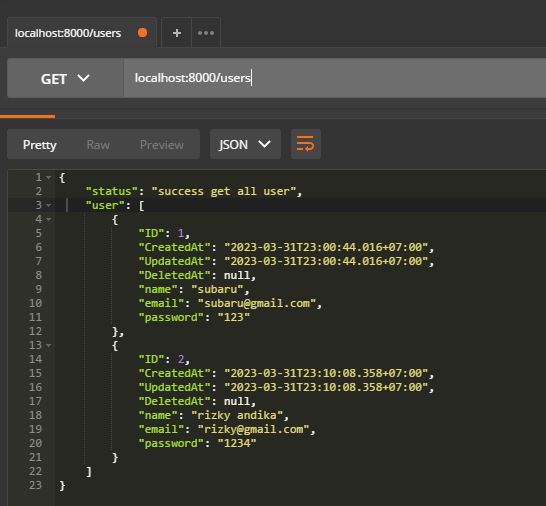 localhost:8000/users
+
GET
localhost:8000/users
Pretty Raw Preview JSON
1 {
2 "status": "success get all user",
3 "user": [
4 {
5 "ID": 1,
6 "CreatedAt": "2023-03-31T23:00:44.016+07:00",
7 "UpdatedAt": "2023-03-31T23:00:44.016+07:00",
8 "DeletedAt": null,
9 "name": "subaru",
10 "email": "subaru@gmail.com",
11 "password": "123"
12 },
13 {
14 "ID": 2,
15 "CreatedAt": "2023-03-31T23:10:08.358+07:00",
16 "UpdatedAt": "2023-03-31T23:10:08.358+07:00",
17 "DeletedAt": null,
18 "name": "rizky andika",
19 "email": "rizky@gmail.com",
20 "password": "1234"
21 }
22 ]
23 }